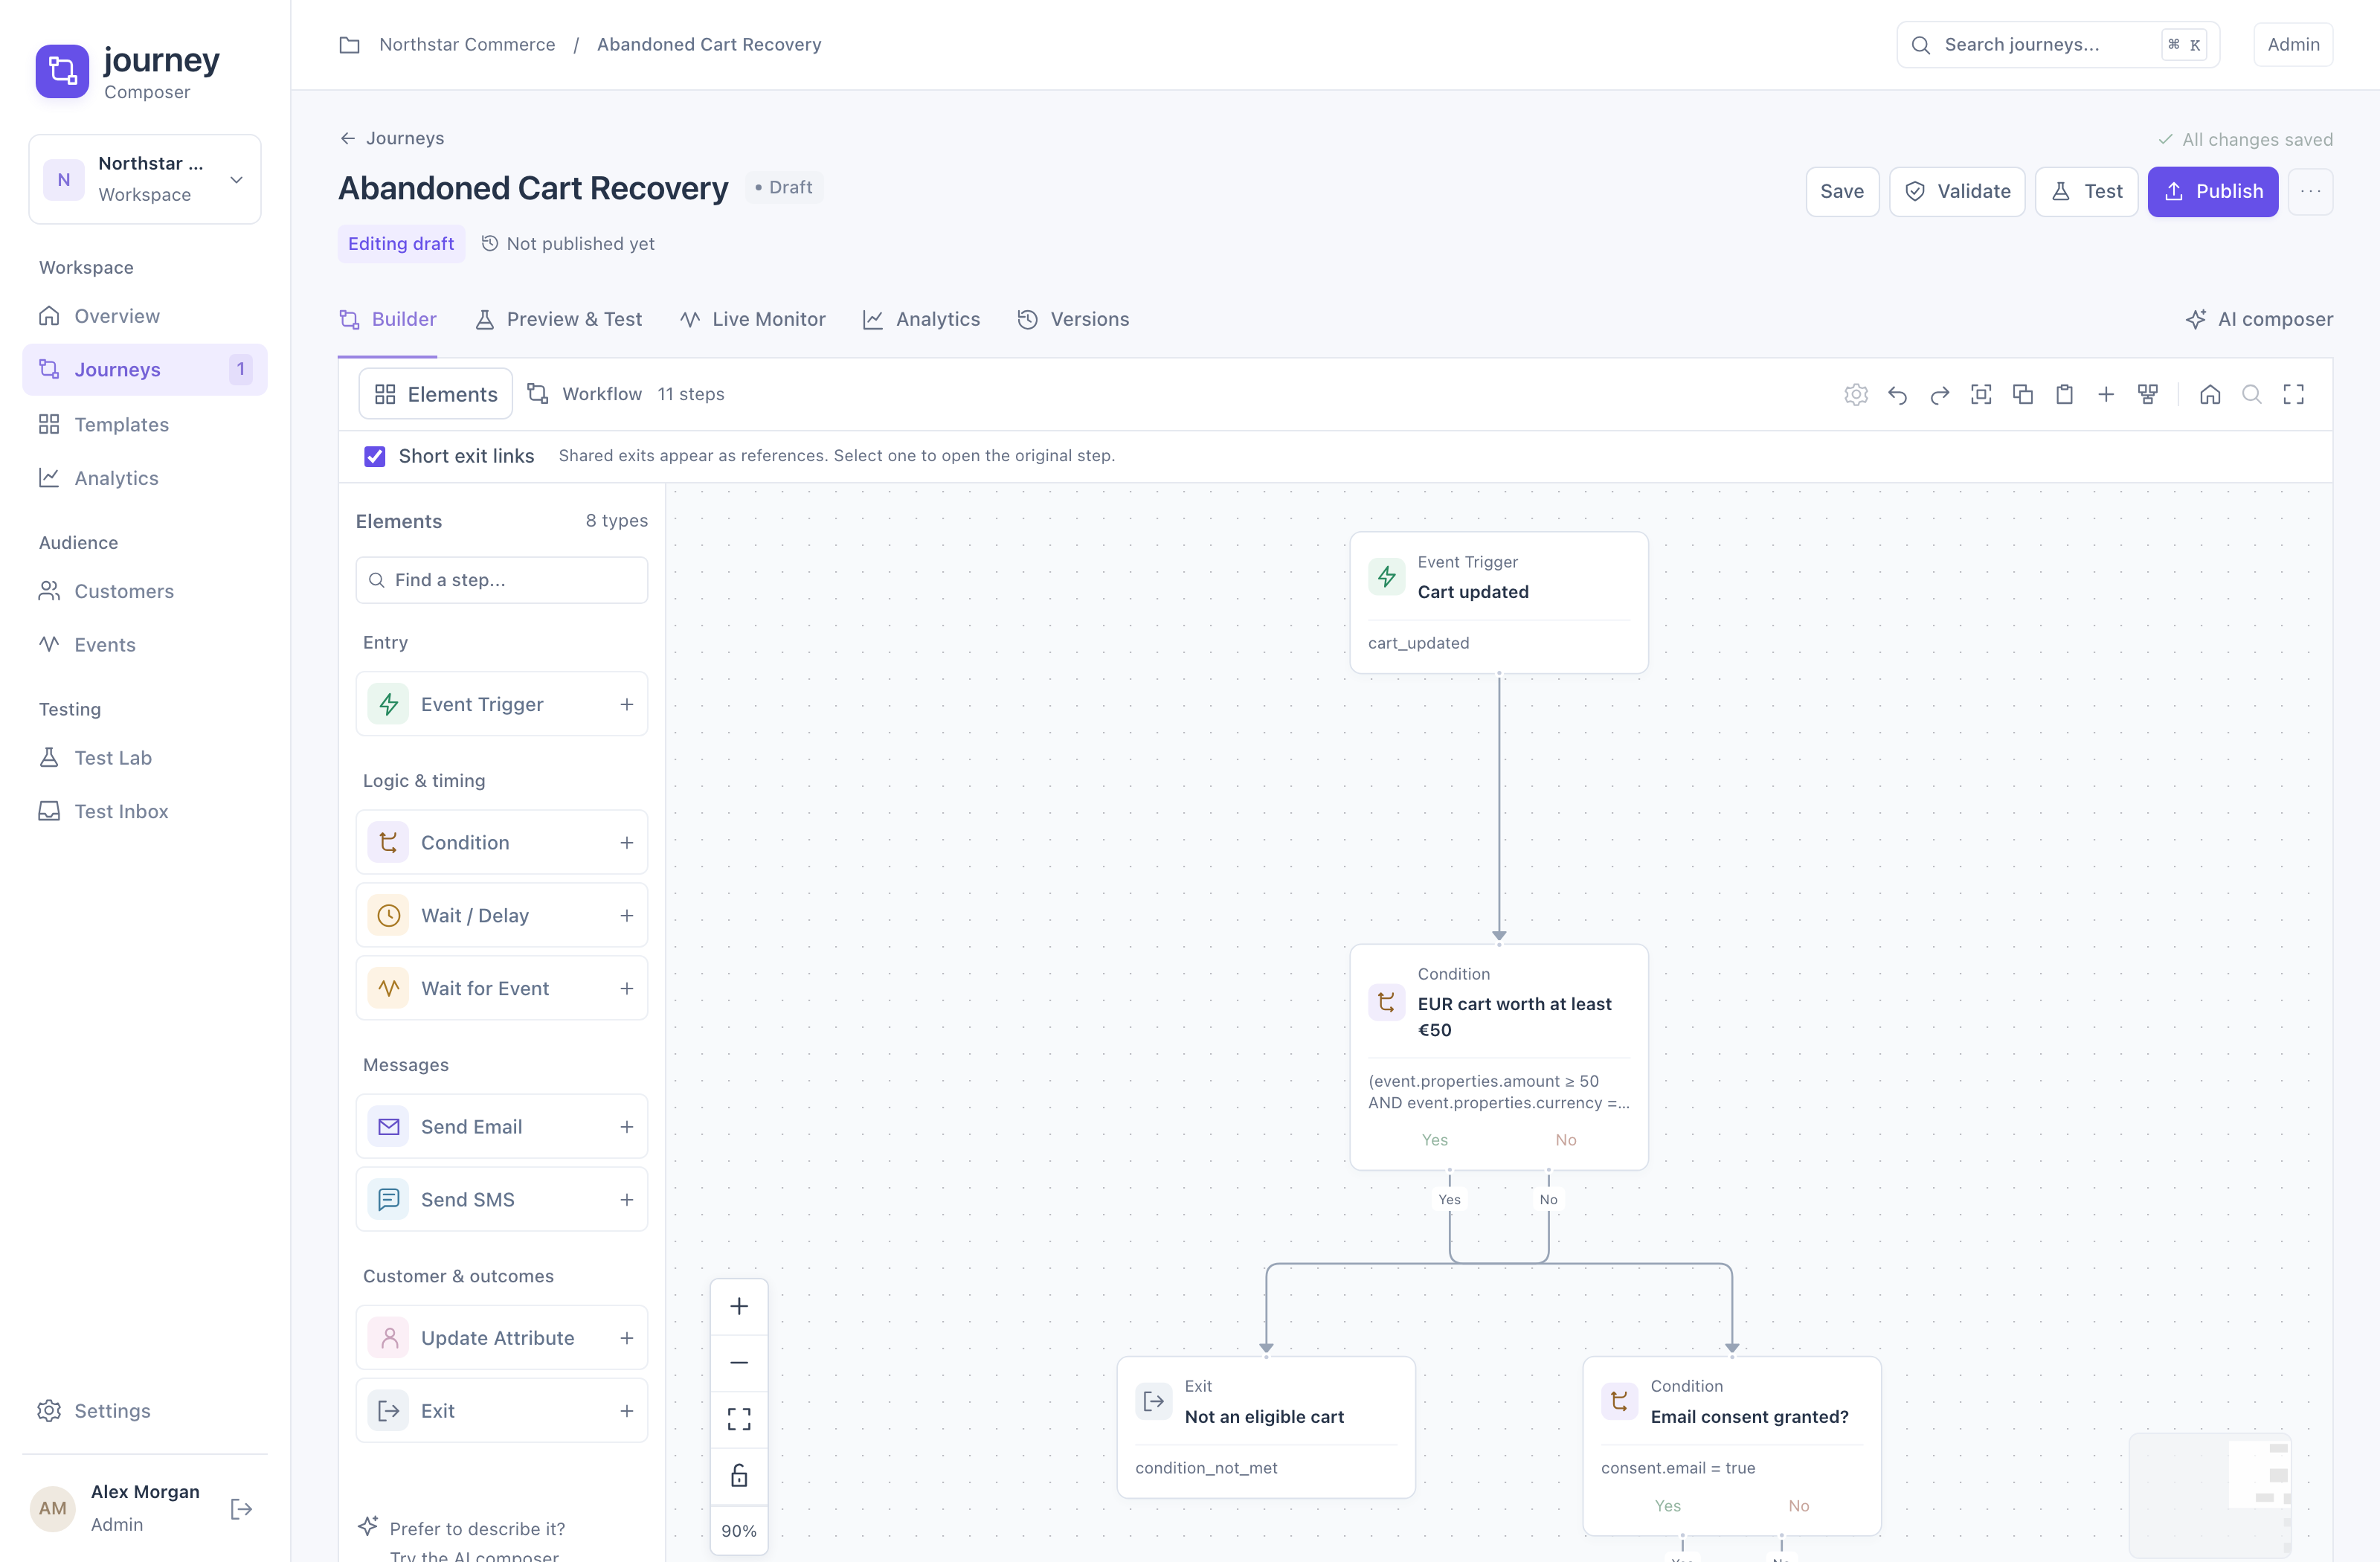 journey
Composer
N
Northstar ...
Workspace
Workspace
Overview
Journeys 1
Templates
Analytics
Audience
Customers
Events
Testing
Test Lab
Test Inbox
Settings
AM
Alex Morgan
Admin
Northstar Commerce / Abandoned Cart Recovery
Search journeys... ⌘ K
Admin
← Journeys
All changes saved
Abandoned Cart Recovery
• Draft
Save
Validate
Test
Publish
...
Editing draft
Not published yet
Builder
Preview & Test
Live Monitor
Analytics
Versions
AI composer
Elements
Workflow 11 steps
Short exit links
Shared exits appear as references. Select one to open the original step.
Elements 8 types
Find a step...
Entry
Event Trigger +
Logic & timing
Condition +
Wait / Delay +
Wait for Event +
Messages
Send Email +
Send SMS +
Customer & outcomes
Update Attribute +
Exit +
Prefer to describe it?
Try the AI composer
90%
Event Trigger
Cart updated
cart_updated
Condition
EUR cart worth at least
€50
(event.properties.amount ≥ 50
AND event.properties.currency =...
Yes No
Yes No
Exit
Not an eligible cart
condition_not_met
Condition
Email consent granted?
consent.email = true
Yes No
Yes No